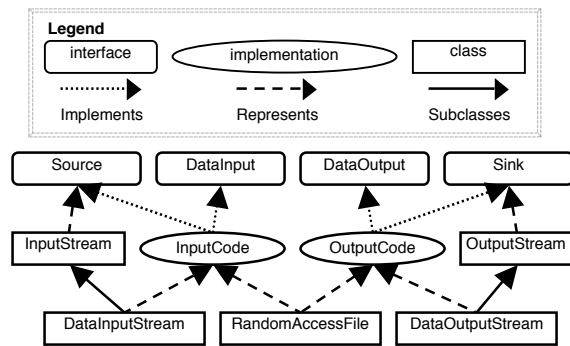 Legend
interface implementation class
Implements Represents Subclasses
Source DataInput DataOutput Sink
InputStream InputCode OutputCode OutputStream
DataInputStream RandomAccessFile DataOutputStream